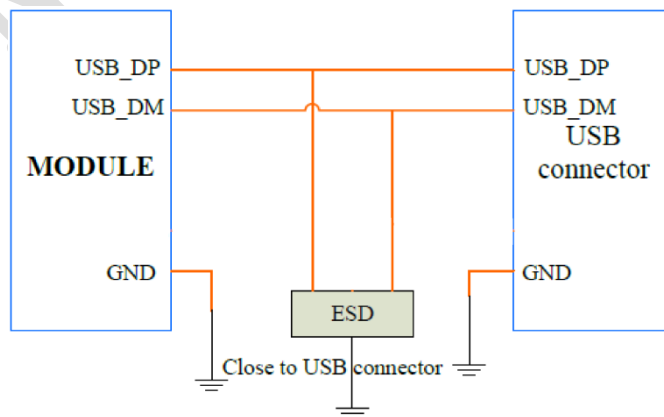 USB_DP
USB_DM
MODULE
GND
USB_DP
USB_DM
USB
connector
GND
ESD
Close to USB connector